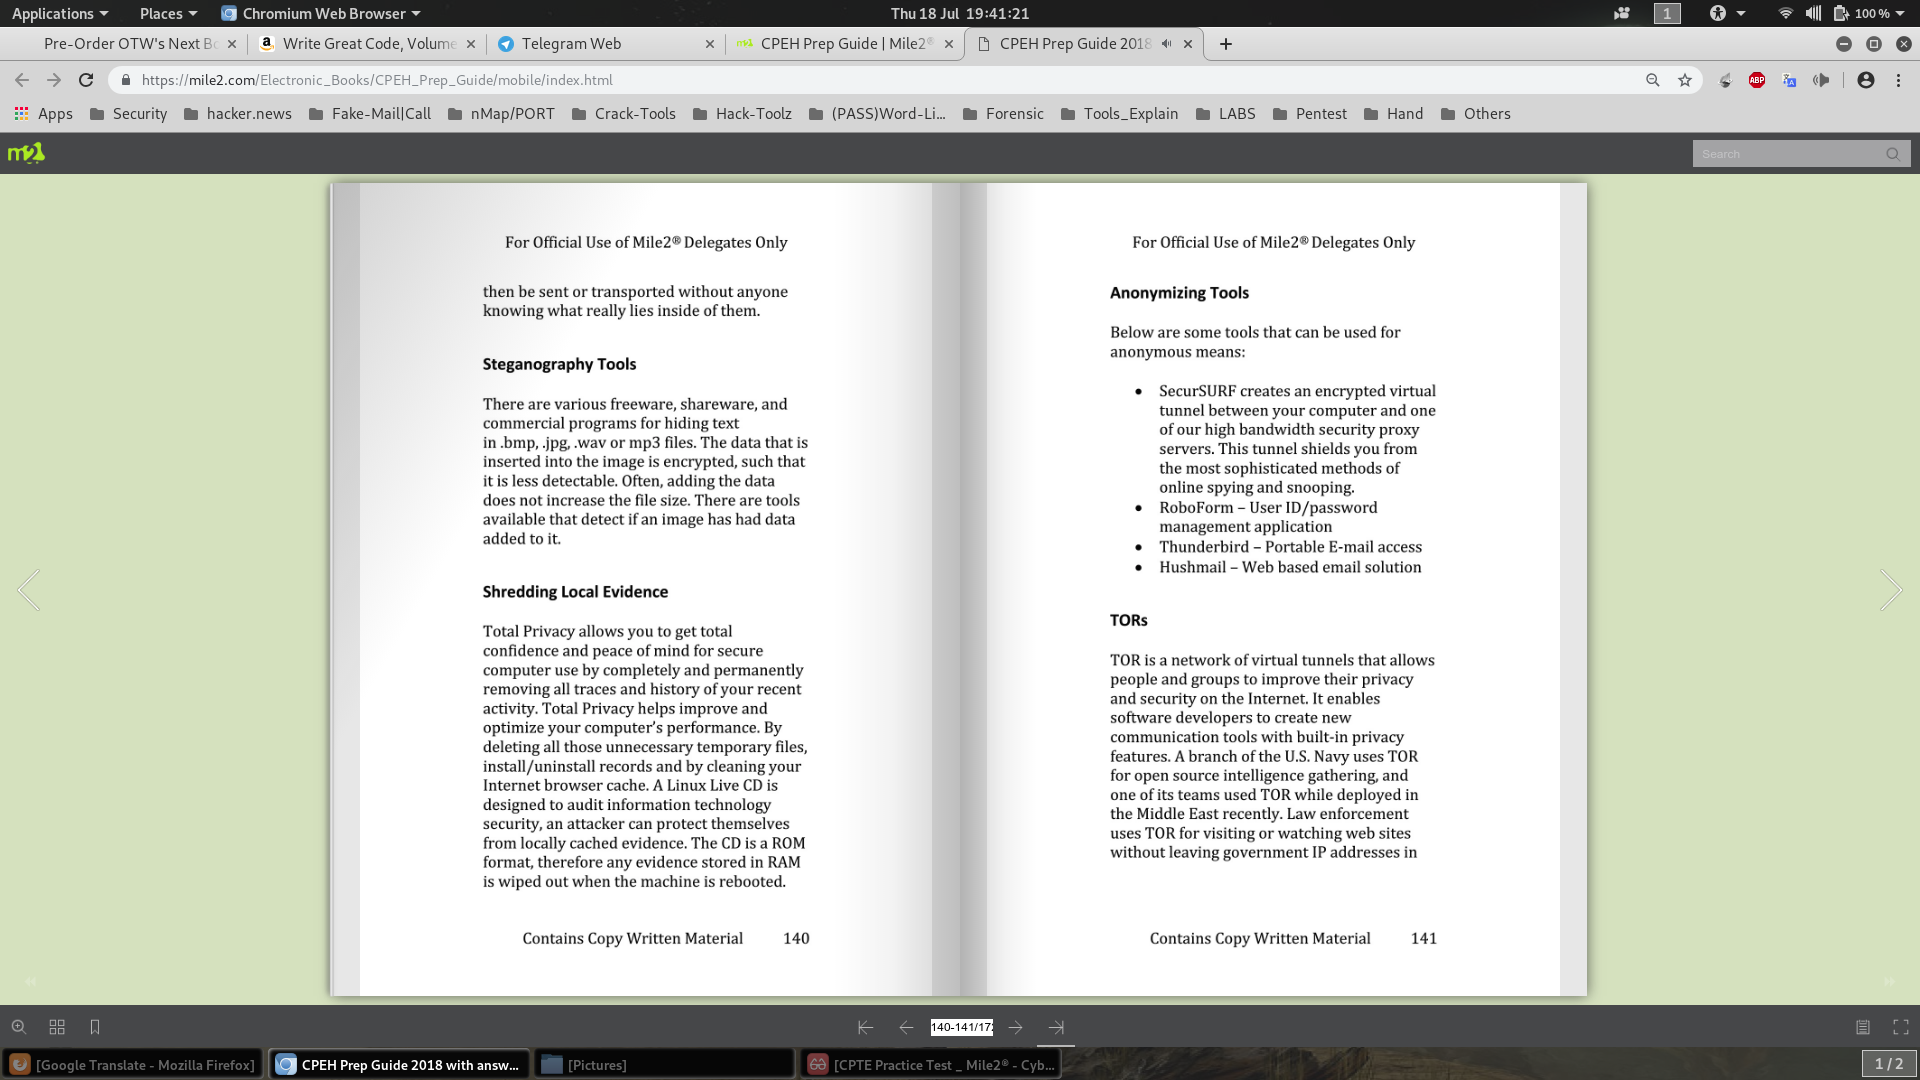 Applications Places Chromium Web Browser Thu 18 Jul 19:41:21 1 100 %
Pre-Order OTW's Next Bo Write Great Code, Volume Telegram Web CPEH Prep Guide | Mile2® CPEH Prep Guide 2018
https://mile2.com/Electronic_Books/CPEH_Prep_Guide/mobile/index.html ABP
Apps Security hacker.news Fake-Mail|Call nMap/PORT Crack-Tools Hack-Toolz (PASS)Word-Li... Forensic Tools_Explain LABS Pentest Hand Others
m2 Search
For Official Use of Mile2® Delegates Only
then be sent or transported without anyone
knowing what really lies inside of them.
Steganography Tools
There are various freeware, shareware, and
commercial programs for hiding text
in .bmp, .jpg, .wav or mp3 files. The data that is
inserted into the image is encrypted, such that
it is less detectable. Often, adding the data
does not increase the file size. There are tools
available that detect if an image has had data
added to it.
Shredding Local Evidence
Total Privacy allows you to get total
confidence and peace of mind for secure
computer use by completely and permanently
removing all traces and history of your recent
activity. Total Privacy helps improve and
optimize your computer's performance. By
deleting all those unnecessary temporary files,
install/uninstall records and by cleaning your
Internet browser cache. A Linux Live CD is
designed to audit information technology
security, an attacker can protect themselves
from locally cached evidence. The CD is a ROM
format, therefore any evidence stored in RAM
is wiped out when the machine is rebooted.
Contains Copy Written Material 140
For Official Use of Mile2® Delegates Only
Anonymizing Tools
Below are some tools that can be used for
anonymous means:
• SecurSURF creates an encrypted virtual
tunnel between your computer and one
of our high bandwidth security proxy
servers. This tunnel shields you from
the most sophisticated methods of
online spying and snooping.
• RoboForm – User ID/password
management application
• Thunderbird – Portable E-mail access
• Hushmail – Web based email solution
TORs
TOR is a network of virtual tunnels that allows
people and groups to improve their privacy
and security on the Internet. It enables
software developers to create new
communication tools with built-in privacy
features. A branch of the U.S. Navy uses TOR
for open source intelligence gathering, and
one of its teams used TOR while deployed in
the Middle East recently. Law enforcement
uses TOR for visiting or watching web sites
without leaving government IP addresses in
Contains Copy Written Material 141
140-141/17
[Google Translate - Mozilla Firefox] CPEH Prep Guide 2018 with answ... [Pictures] [CPTE Practice Test _ Mile2® - Cyb... 1 / 2